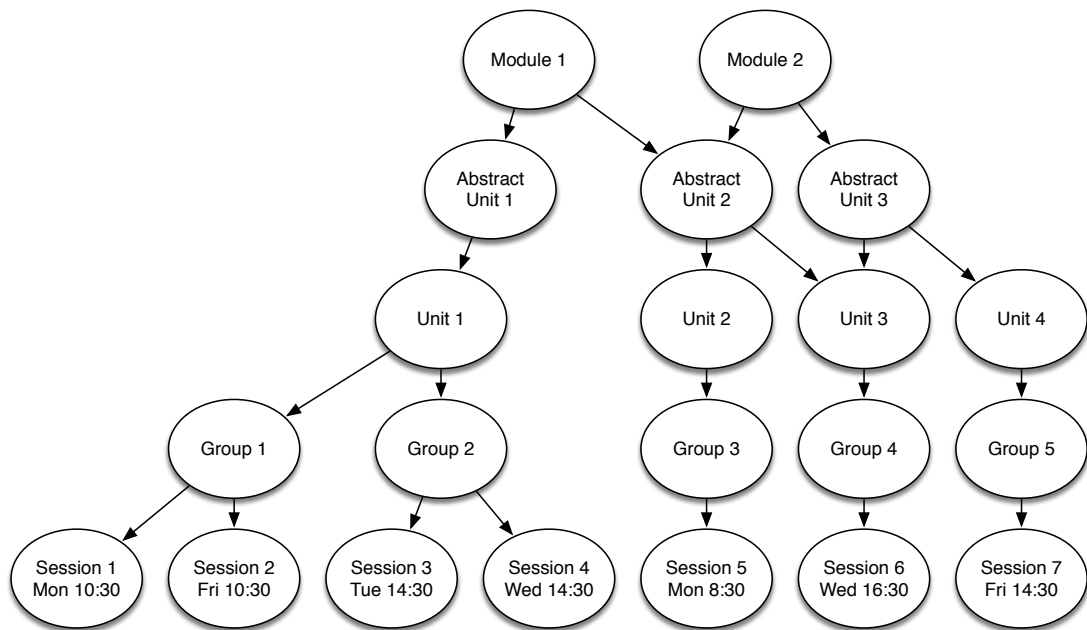 Module 1
Module 2
Abstract
Unit 1
Abstract
Unit 2
Abstract
Unit 3
Unit 1
Unit 2
Unit 3
Unit 4
Group 1
Group 2
Group 3
Group 4
Group 5
Session 1
Mon 10:30
Session 2
Fri 10:30
Session 3
Tue 14:30
Session 4
Wed 14:30
Session 5
Mon 8:30
Session 6
Wed 16:30
Session 7
Fri 14:30